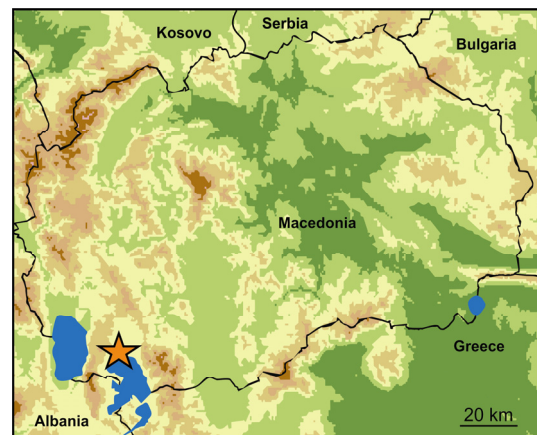 Kosovo
Serbia
Bulgaria
Macedonia
Greece
Albania
20 km